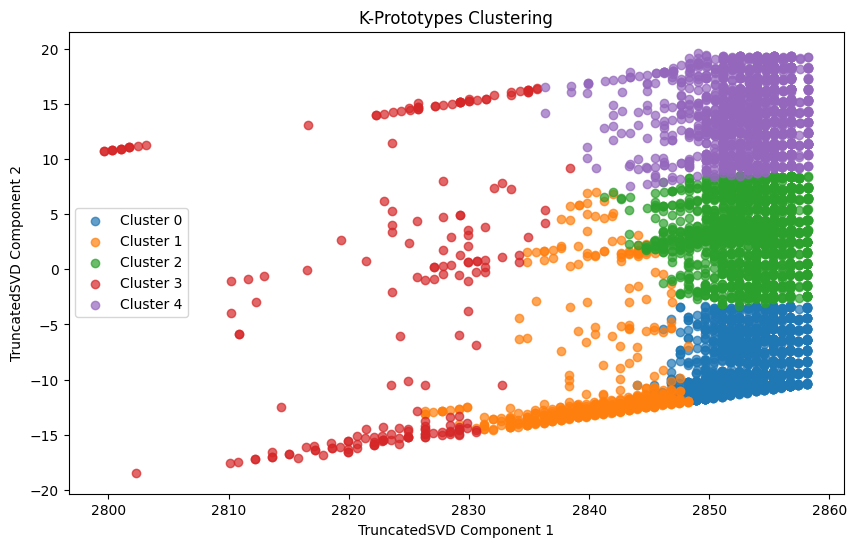 K-Prototypes Clustering
TruncatedSVD Component 2
20
15
10
5
0
−5
−10
−15
−20
Cluster 0
Cluster 1
Cluster 2
Cluster 3
Cluster 4
2800
2810
2820
2830
2840
2850
2860
TruncatedSVD Component 1